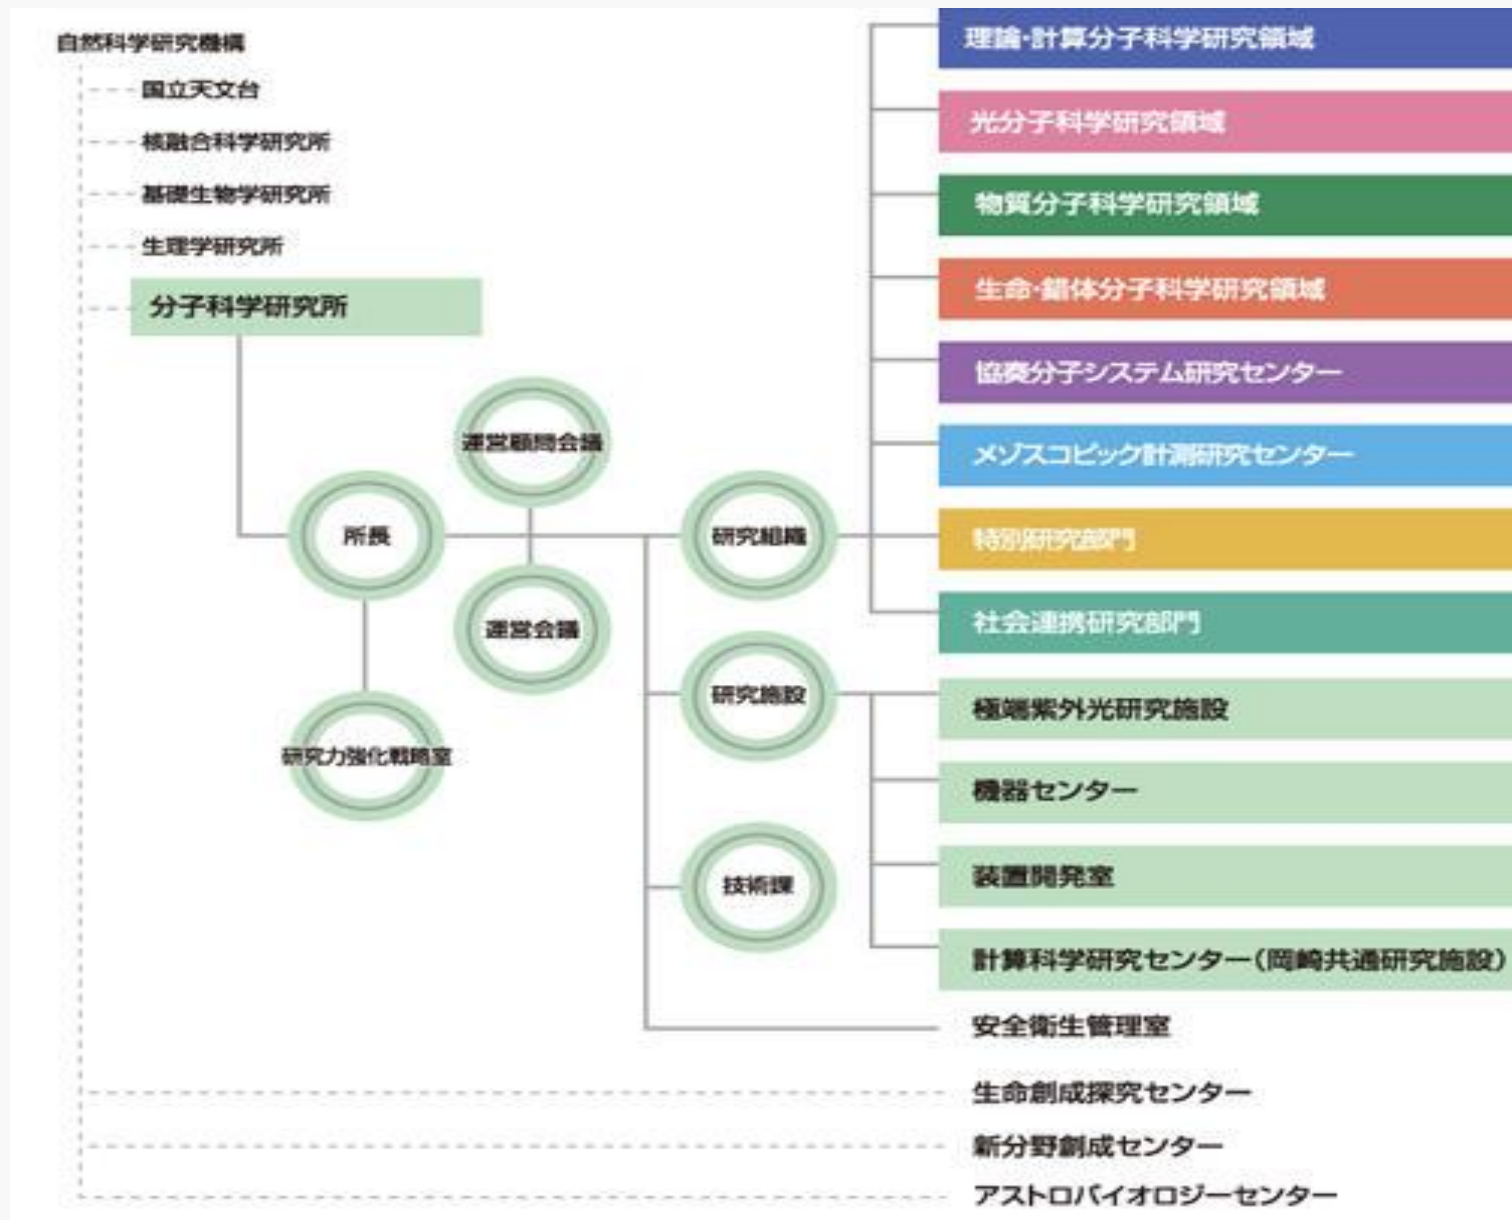 自然科学研究機構
国立天文台
核融合科学研究所
基礎生物学研究所
生理学研究所
分子科学研究所
運営顧問会議
所長
運営会議
研究力強化戦略室
研究組織
研究施設
技術課
理論・計算分子科学研究領域
光分子科学研究領域
物質分子科学研究領域
生命・錯体分子科学研究領域
協奏分子システム研究センター
メゾスコピック計測研究センター
特別研究部門
社会連携研究部門
極端紫外光研究施設
機器センター
装置開発室
計算科学研究センター(岡崎共通研究施設)
安全衛生管理室
生命創成探究センター
新分野創成センター
アストロバイオロジーセンター